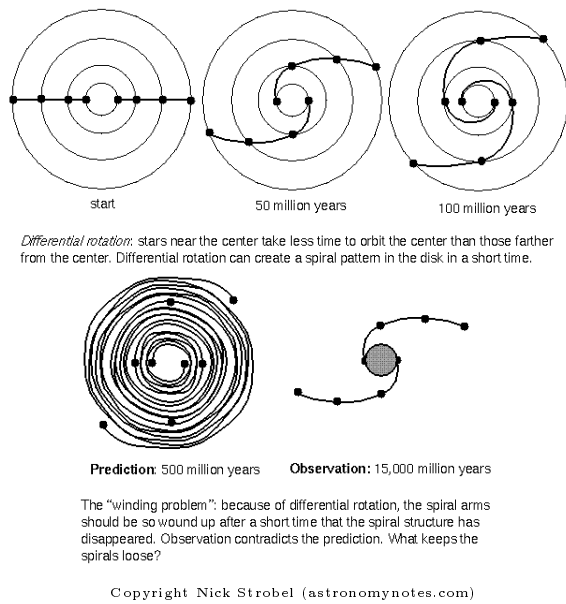 start
50 million years
100 million years
Differential rotation: stars near the center take less time to orbit the center than those farther
from the center. Differential rotation can create a spiral pattern in the disk in a short time.
Prediction: 500 million years
Observation: 15,000 million years
The “winding problem”: because of differential rotation, the spiral arms
should be so wound up after a short time that the spiral structure has
disappeared. Observation contradicts the prediction. What keeps the
spirals loose?
Copyright Nick Strobel (astronomynotes.com)